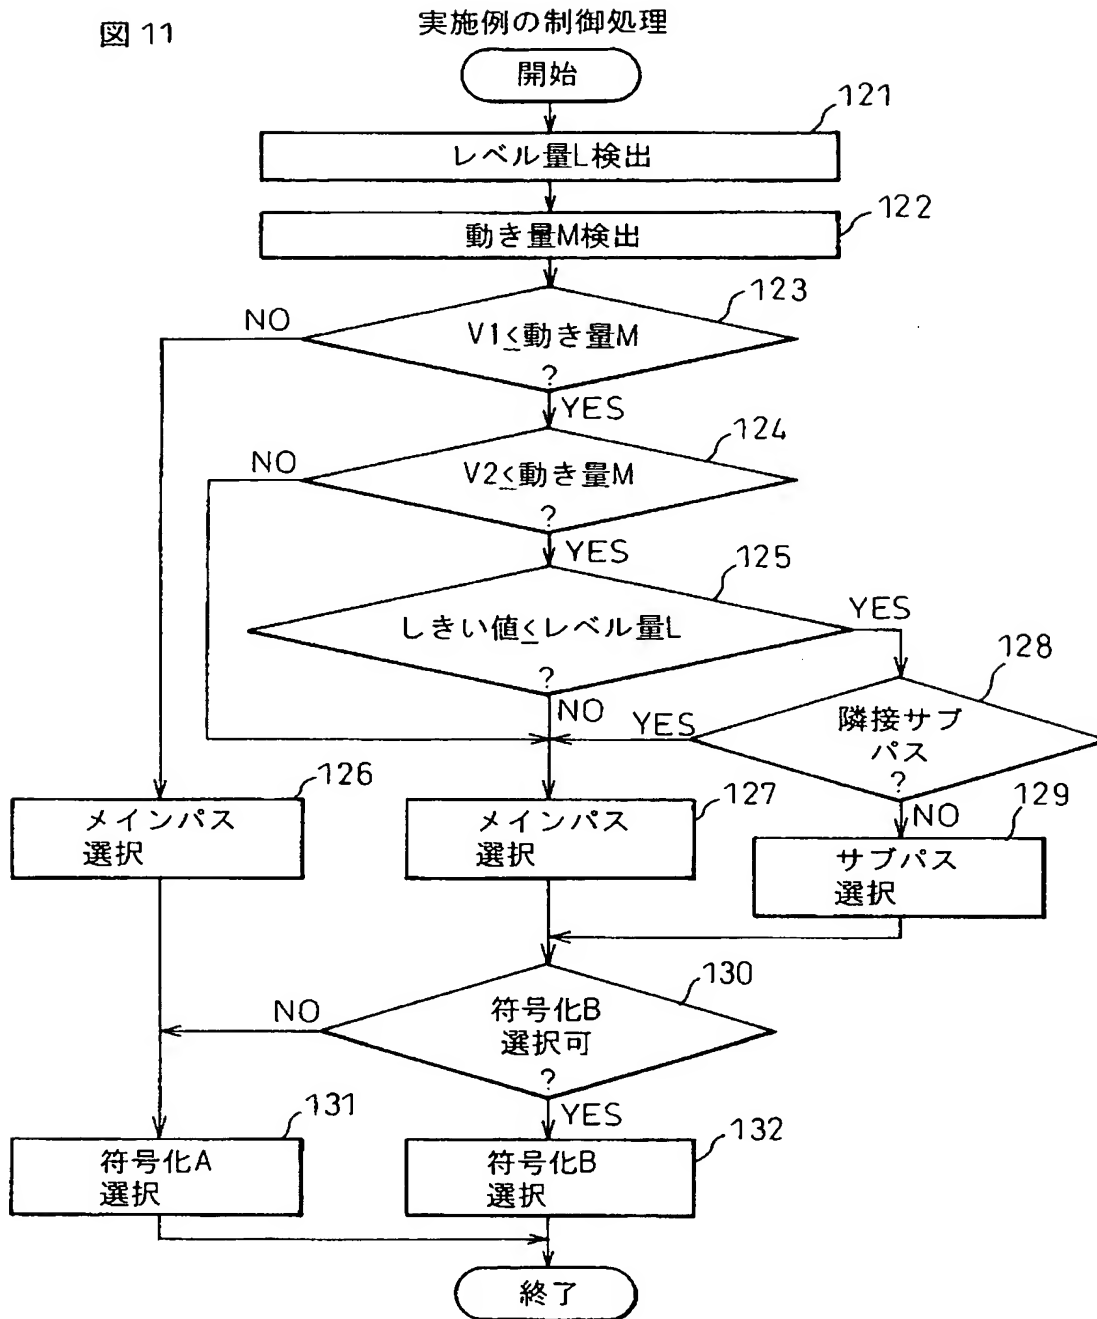 図11
実施例の制御処理
開始
121
レベル量L検出
122
動き量M検出
123
NO
V1≤動き量M
?
YES
124
NO
V2≤動き量M
?
YES
125
YES
しきい値≤レベル量L
?
NO
128
YES
隣接サブ
パス
?
NO
126
メインパス
選択
127
メインパス
選択
129
サブパス
選択
130
NO
符号化B
選択可
?
YES
131
符号化A
選択
132
符号化B
選択
終了